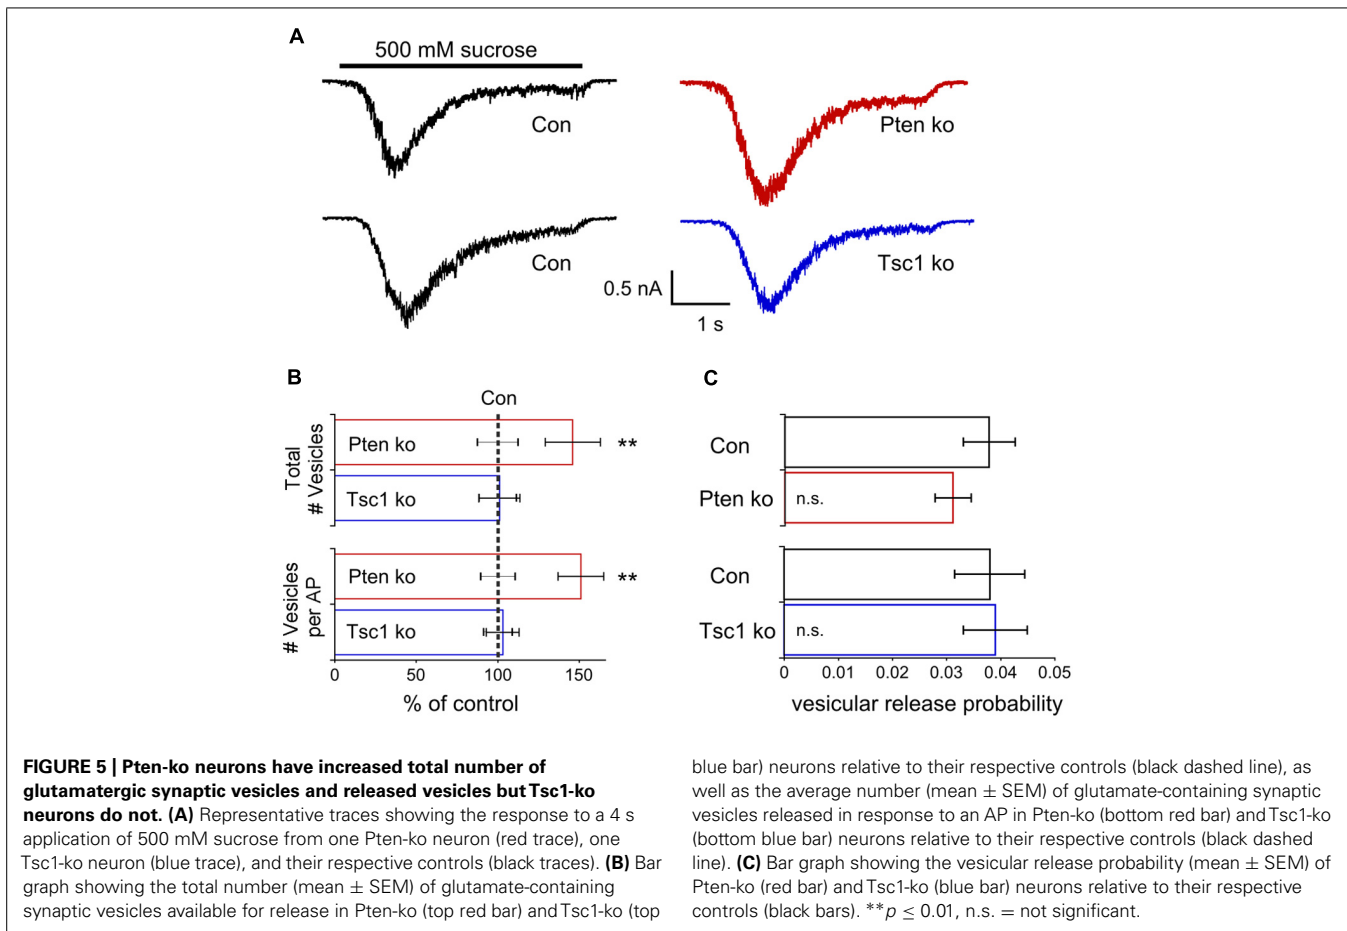 A
500 mM sucrose
Con
Pten ko
Con
Tsc1 ko
0.5 nA
1 s
B
Con
Total
# Vesicles
Pten ko
**
Tsc1 ko
# Vesicles
per AP
Pten ko
**
Tsc1 ko
0 50 100 150
% of control
C
Con
Pten ko
n.s.
Con
Tsc1 ko
n.s.
0 0.01 0.02 0.03 0.04 0.05
vesicular release probability
FIGURE 5 | Pten-ko neurons have increased total number of
glutamatergic synaptic vesicles and released vesicles but Tsc1-ko
neurons do not. (A) Representative traces showing the response to a 4 s
application of 500 mM sucrose from one Pten-ko neuron (red trace), one
Tsc1-ko neuron (blue trace), and their respective controls (black traces). (B) Bar
graph showing the total number (mean ± SEM) of glutamate-containing
synaptic vesicles available for release in Pten-ko (top red bar) and Tsc1-ko (top
blue bar) neurons relative to their respective controls (black dashed line), as
well as the average number (mean ± SEM) of glutamate-containing synaptic
vesicles released in response to an AP in Pten-ko (bottom red bar) and Tsc1-ko
(bottom blue bar) neurons relative to their respective controls (black dashed
line). (C) Bar graph showing the vesicular release probability (mean ± SEM) of
Pten-ko (red bar) and Tsc1-ko (blue bar) neurons relative to their respective
controls (black bars). **p ≤ 0.01, n.s. = not significant.